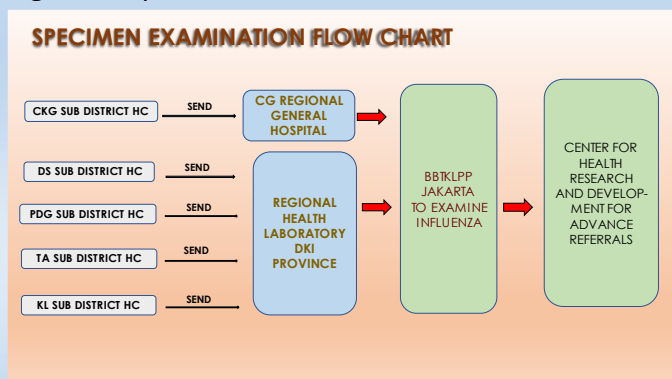 SPECIMEN EXAMINATION FLOW CHART
CKG SUB DISTRICT HC
SEND
CG REGIONAL
GENERAL
HOSPITAL
DS SUB DISTRICT HC
SEND
PDG SUB DISTRICT HC
SEND
TA SUB DISTRICT HC
SEND
KL SUB DISTRICT HC
SEND
REGIONAL
HEALTH
LABORATORY
DKI
PROVINCE
BBTKLPP
JAKARTA
TO EXAMINE
INFLUENZA
CENTER FOR
HEALTH
RESEARCH
AND DEVELOP-
MENT FOR
ADVANCE
REFERRALS